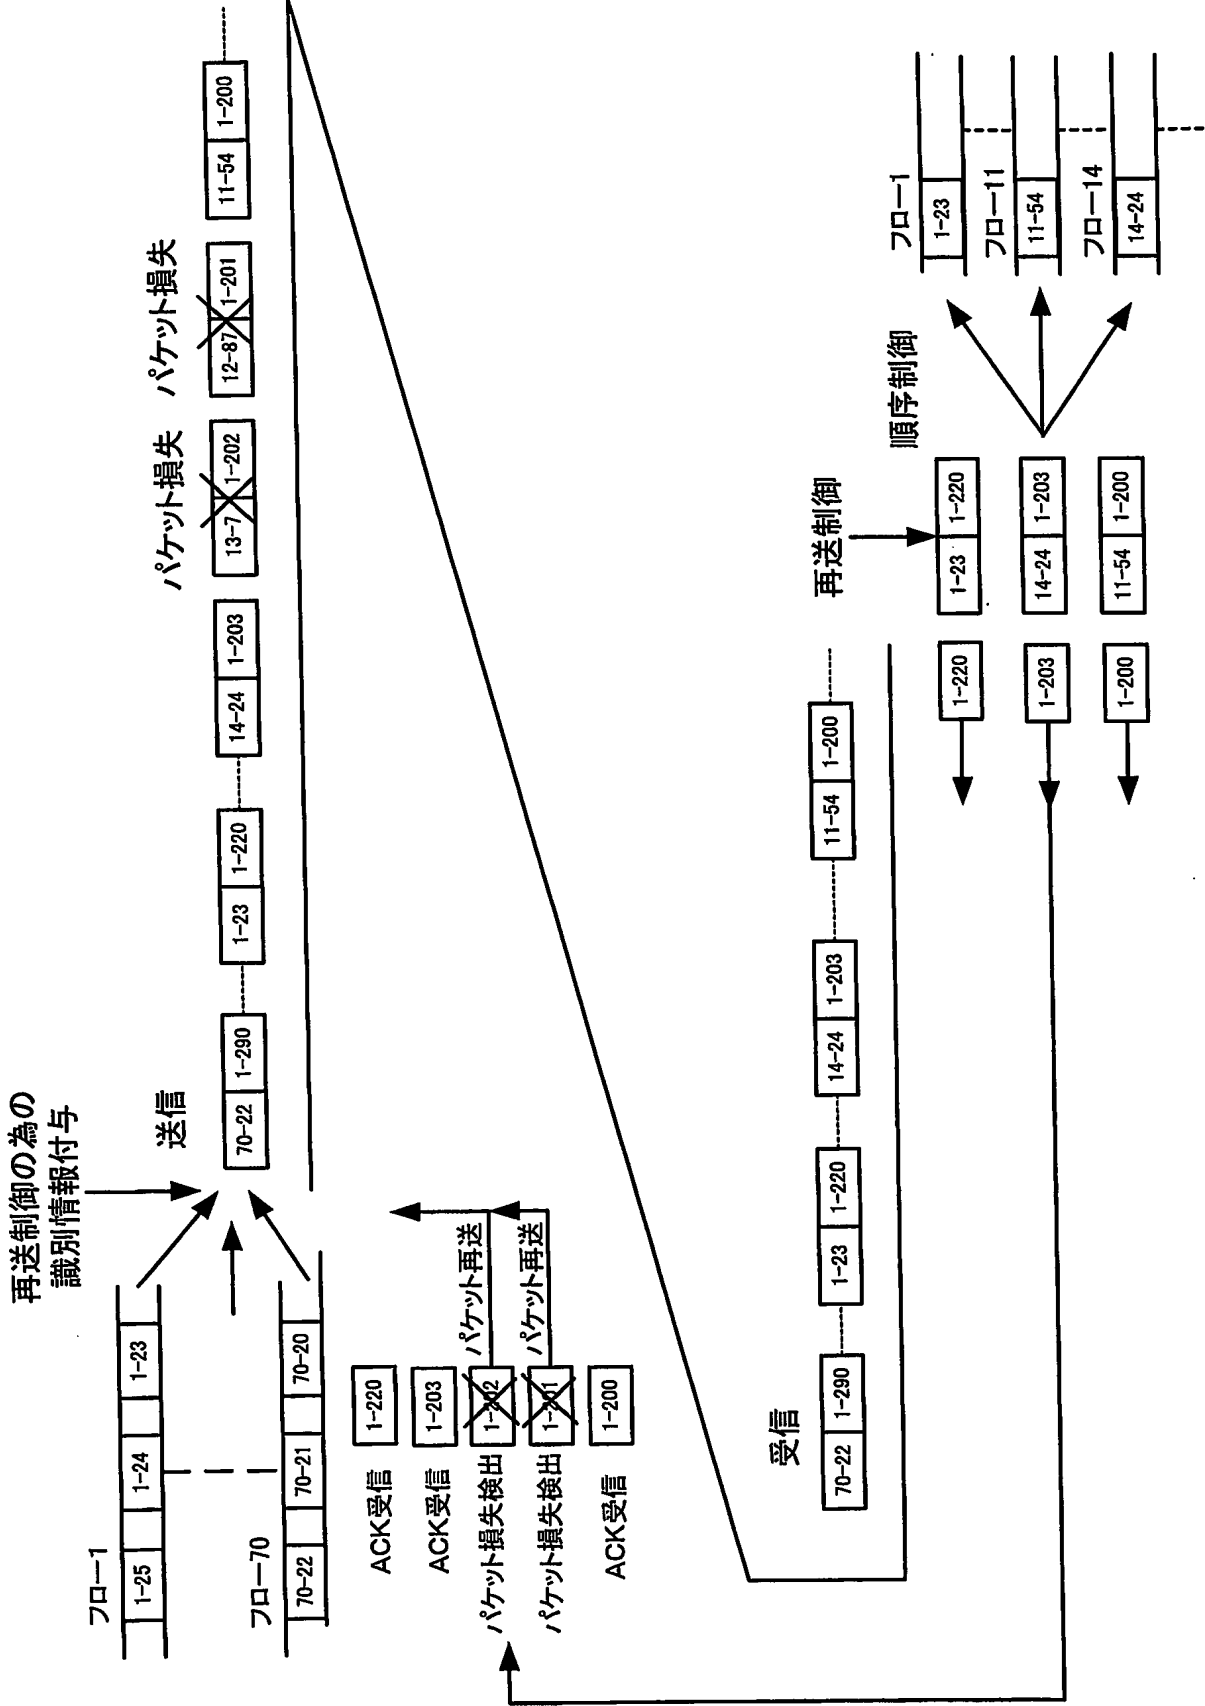 再送制御の為の
識別情報付与
フロー1
1-25
1-24
1-23
フロー70
70-22
70-21
70-20
送信
70-22
1-290
1-23
1-220
14-24
1-203
パケット損失
13-7
1-202
パケット損失
12-87
1-201
11-54
1-200
ACK受信
1-220
ACK受信
1-203
パケット損失検出
1-202
パケット再送
パケット損失検出
1-201
パケット再送
ACK受信
1-200
受信
70-22
1-290
1-23
1-220
14-24
1-203
11-54
1-200
再送制御
1-220
1-23
1-220
1-203
14-24
1-203
1-200
11-54
1-200
順序制御
フロー1
1-23
フロー11
11-54
フロー14
14-24